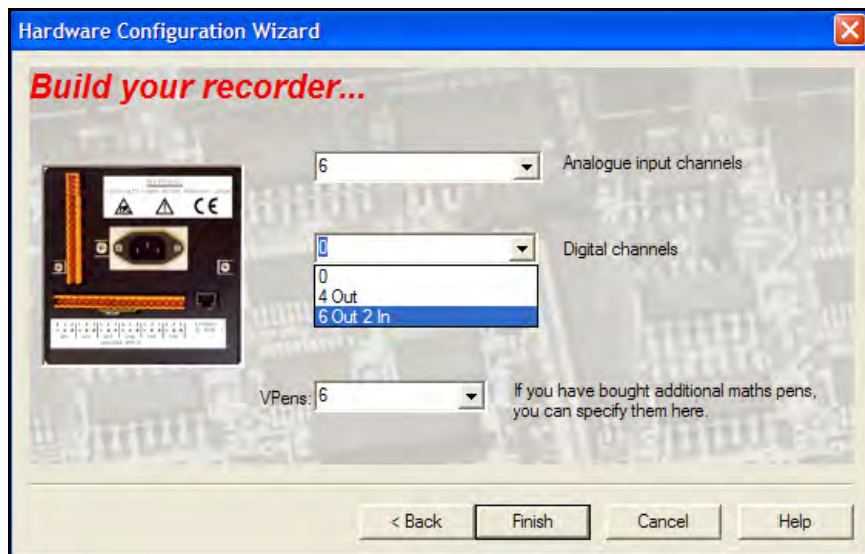 Hardware Configuration Wizard
Build your recorder...
6
Analogue input channels
0
Digital channels
0
4 Out
6 Out 2 In
VPens: 6
If you have bought additional maths pens,
you can specify them here.
< Back
Finish
Cancel
Help